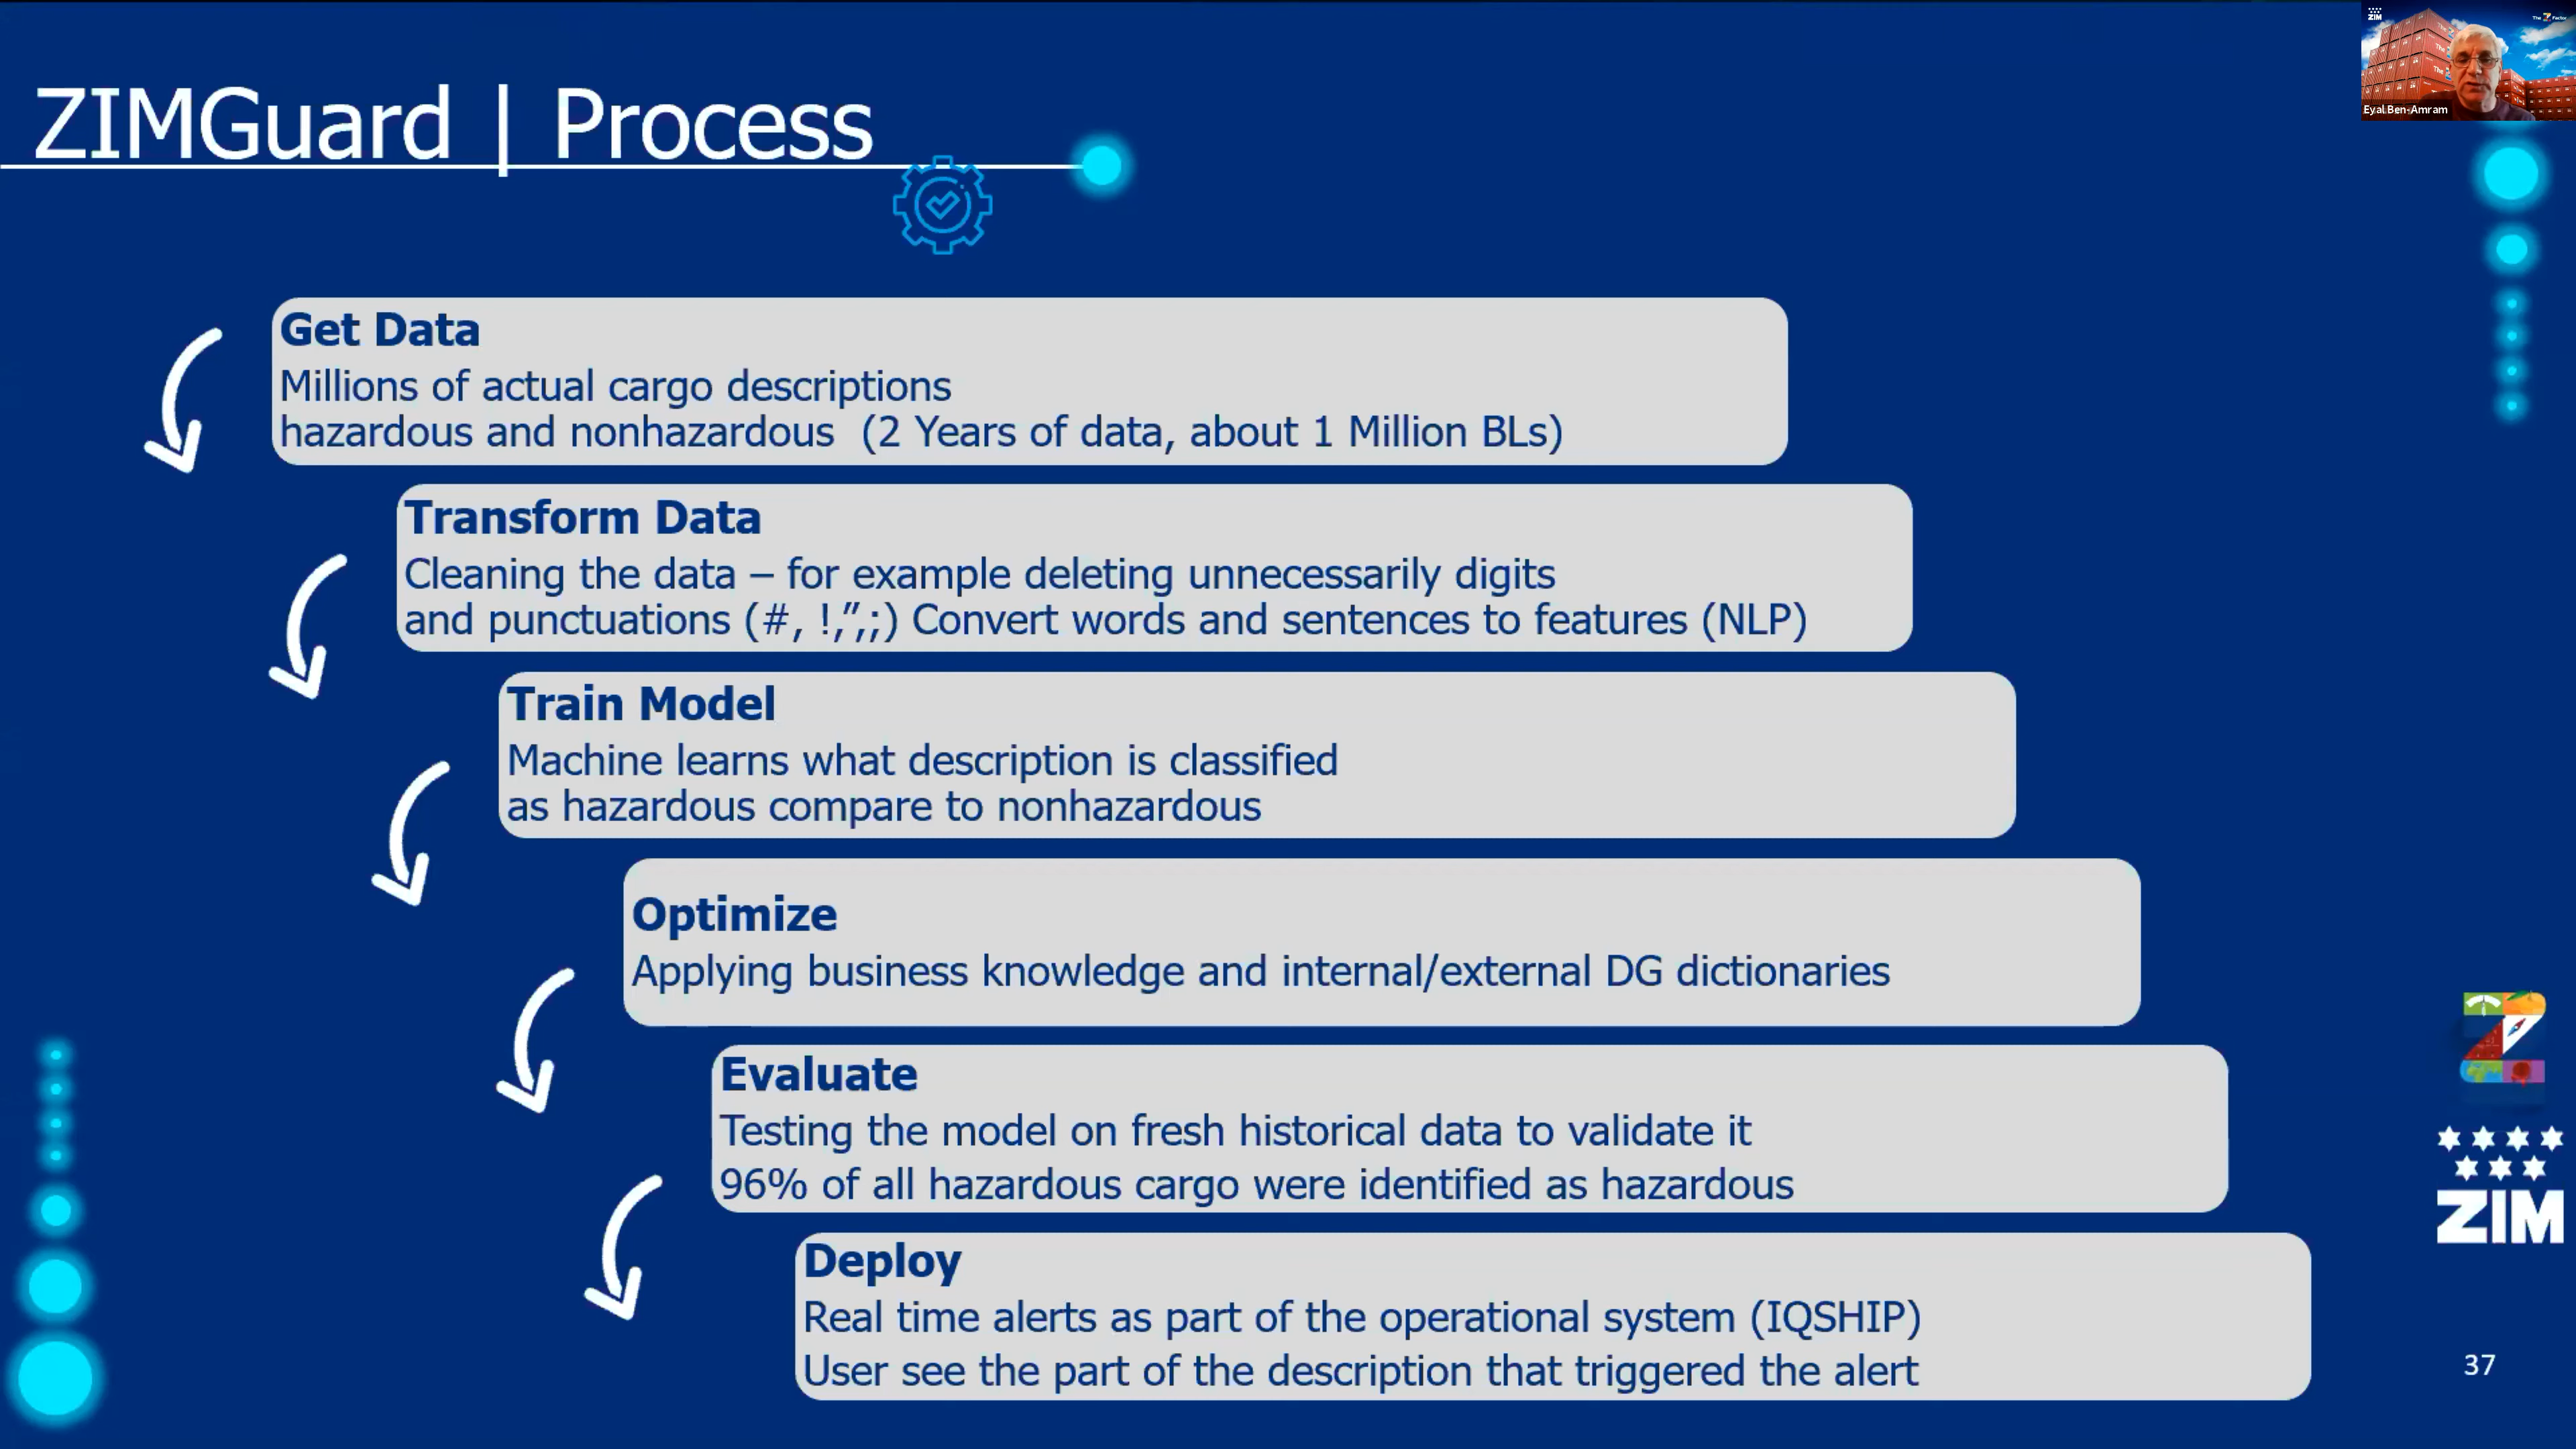 ZIM
The Z Factor
Eyal Ben-Amram
ZIMGuard | Process
Get Data
Millions of actual cargo descriptions
hazardous and nonhazardous (2 Years of data, about 1 Million BLs)
Transform Data
Cleaning the data – for example deleting unnecessarily digits
and punctuations (#, !,”,;) Convert words and sentences to features (NLP)
Train Model
Machine learns what description is classified
as hazardous compare to nonhazardous
Optimize
Applying business knowledge and internal/external DG dictionaries
Evaluate
Testing the model on fresh historical data to validate it
96% of all hazardous cargo were identified as hazardous
Deploy
Real time alerts as part of the operational system (IQSHIP)
User see the part of the description that triggered the alert
Z
ZIM
37